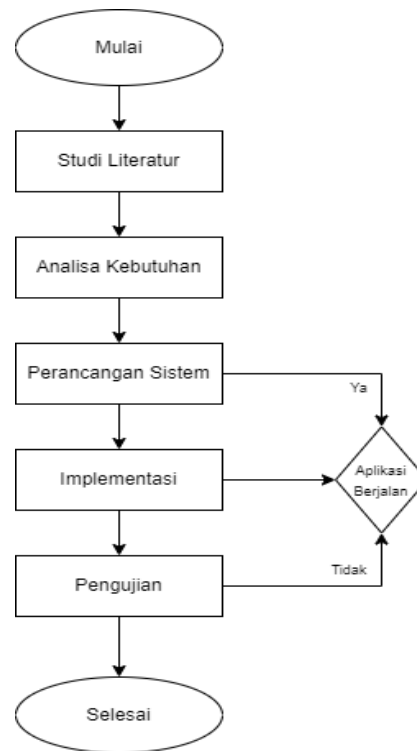 Mulai
Studi Literatur
Analisa Kebutuhan
Perancangan Sistem
Ya
Aplikasi
Berjalan
Implementasi
Tidak
Pengujian
Selesai